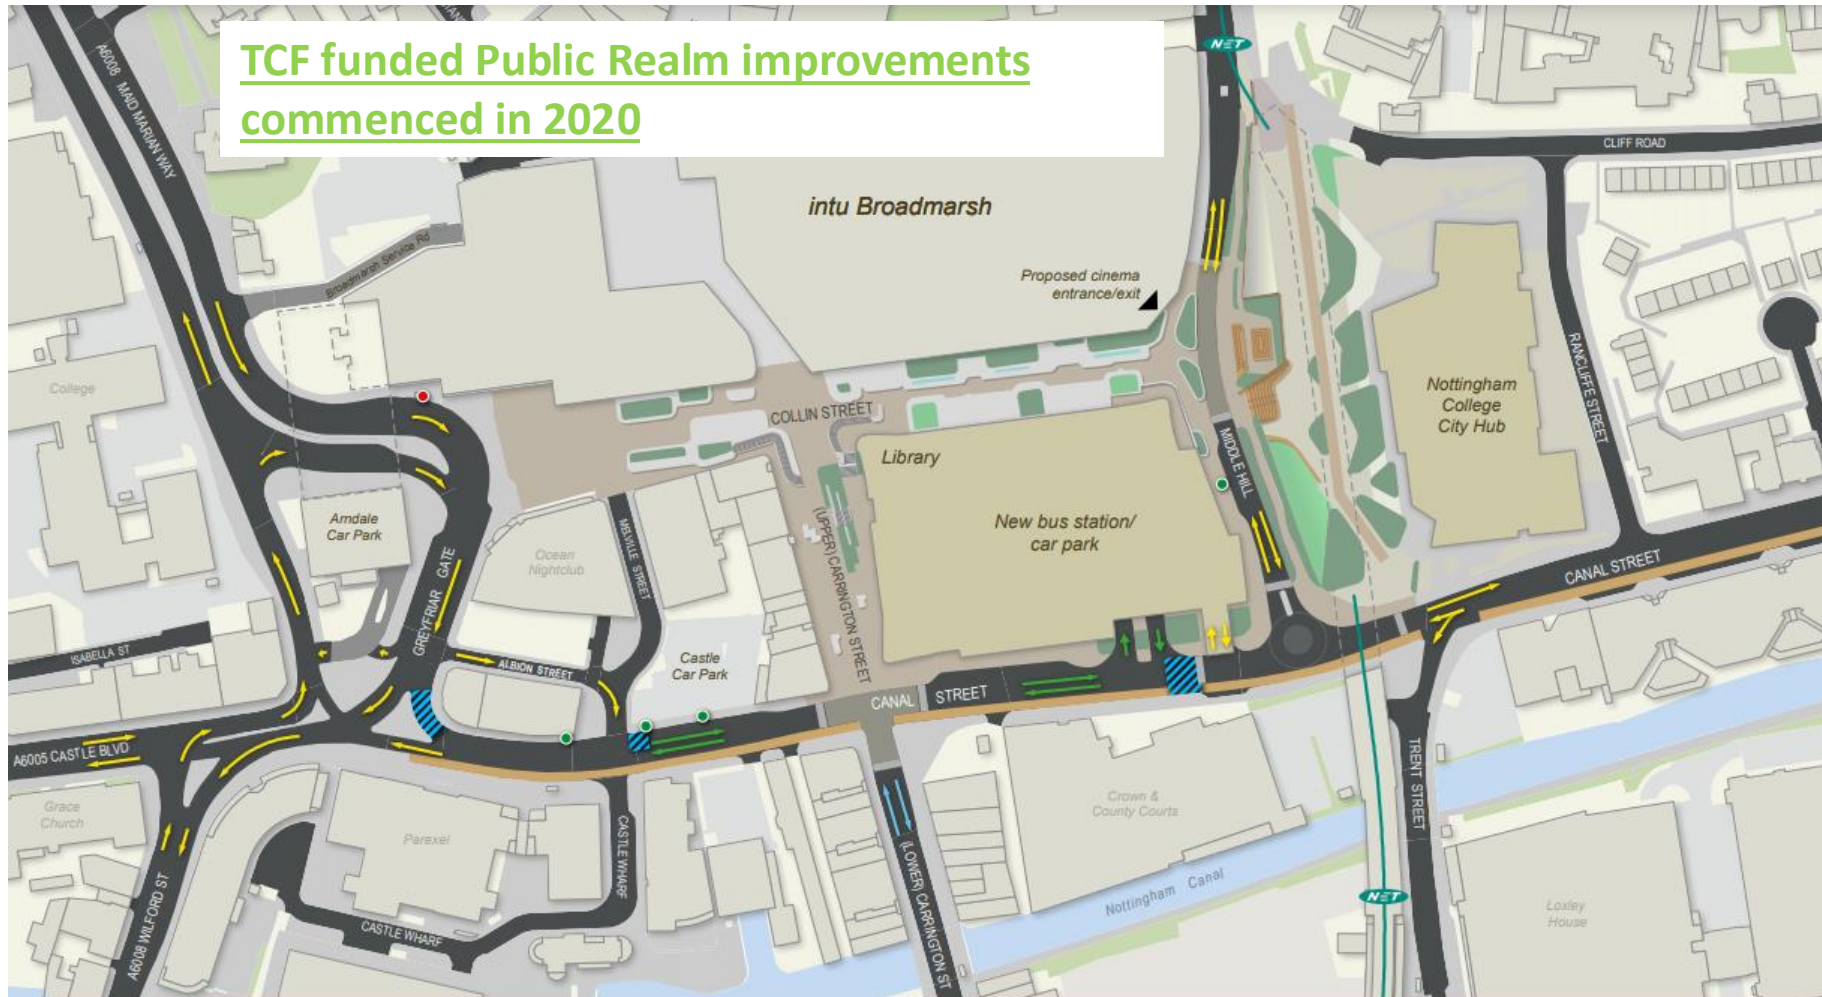 TCF funded Public Realm improvements
commenced in 2020
NET
A6008 MAID MARIAN WAY
CLIFF ROAD
intu Broadmarsh
Broadmarsh Service Rd
Proposed cinema
entrance/exit
College
RANCLIFFE STREET
Nottingham
College
City Hub
COLLIN STREET
Library
MIDDLE HILL
Arndale
Car Park
New bus station/
car park
Ocean
Nightclub
MELVILLE STREET
(UPPER) CARRINGTON STREET
GREYFRIAR GATE
CANAL STREET
ISABELLA ST
ALBION STREET
Castle
Car Park
CANAL STREET
A6005 CASTLE BLVD
TRENT STREET
Grace
Church
Parexel
CASTLE WHARF
Crown &
County Courts
(LOWER) CARRINGTON ST
Nottingham Canal
NET
A6008 WILFORD ST
CASTLE WHARF
Loxley
House